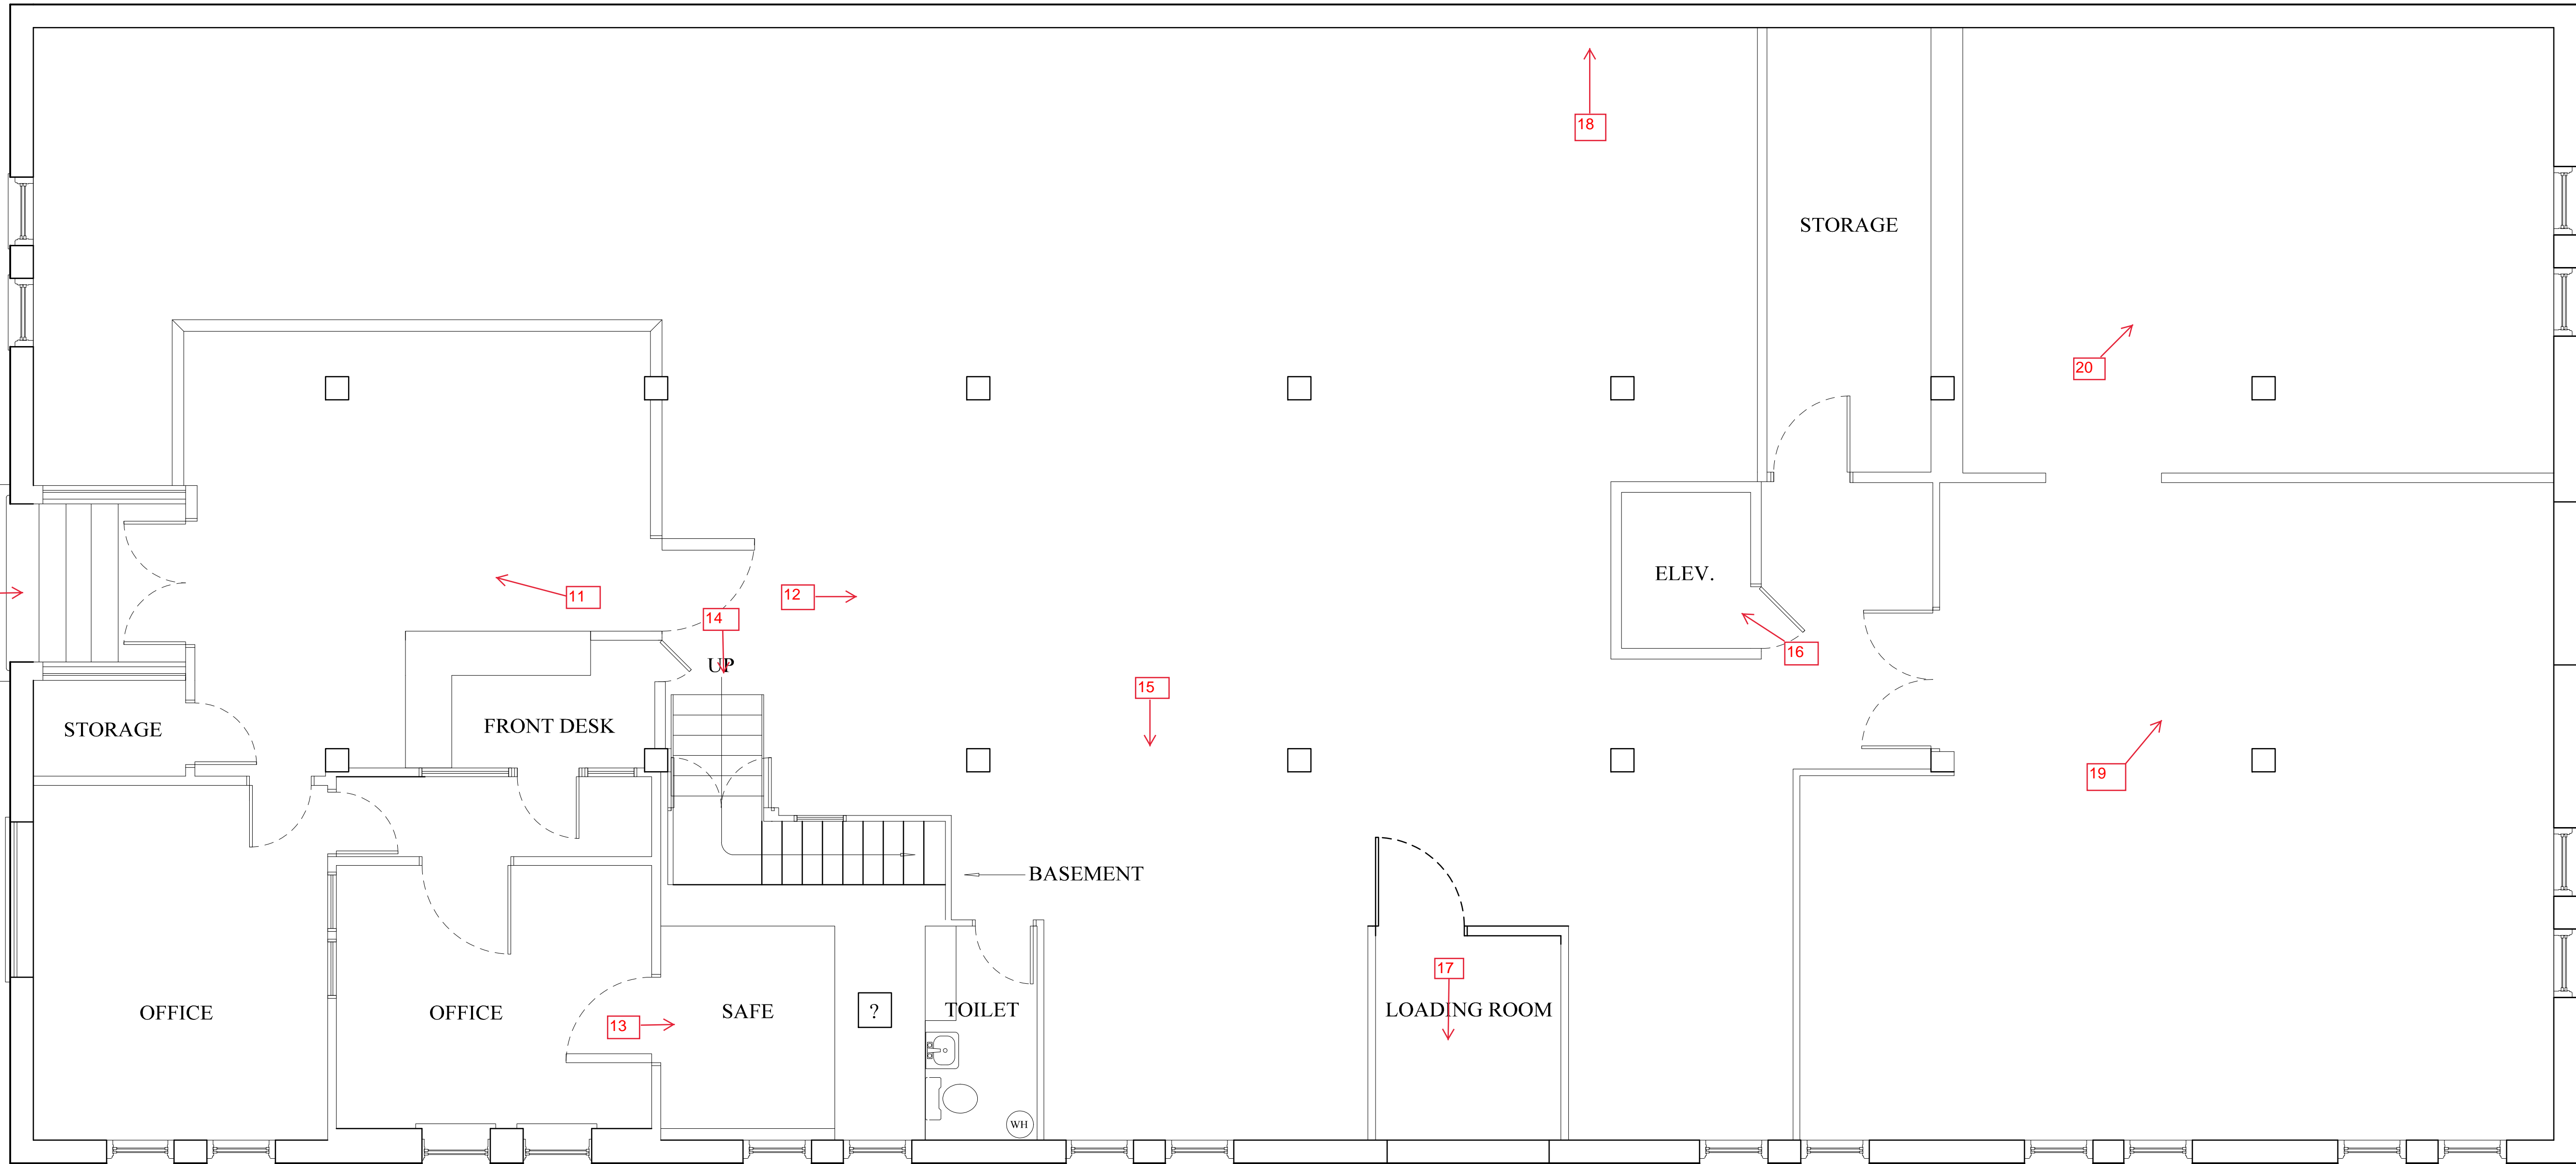 18
STORAGE
20
ELEV.
11
12
14
16
UP
15
STORAGE
FRONT DESK
19
BASEMENT
17
OFFICE
OFFICE
13
SAFE
?
TOILET
LOADING ROOM
WH